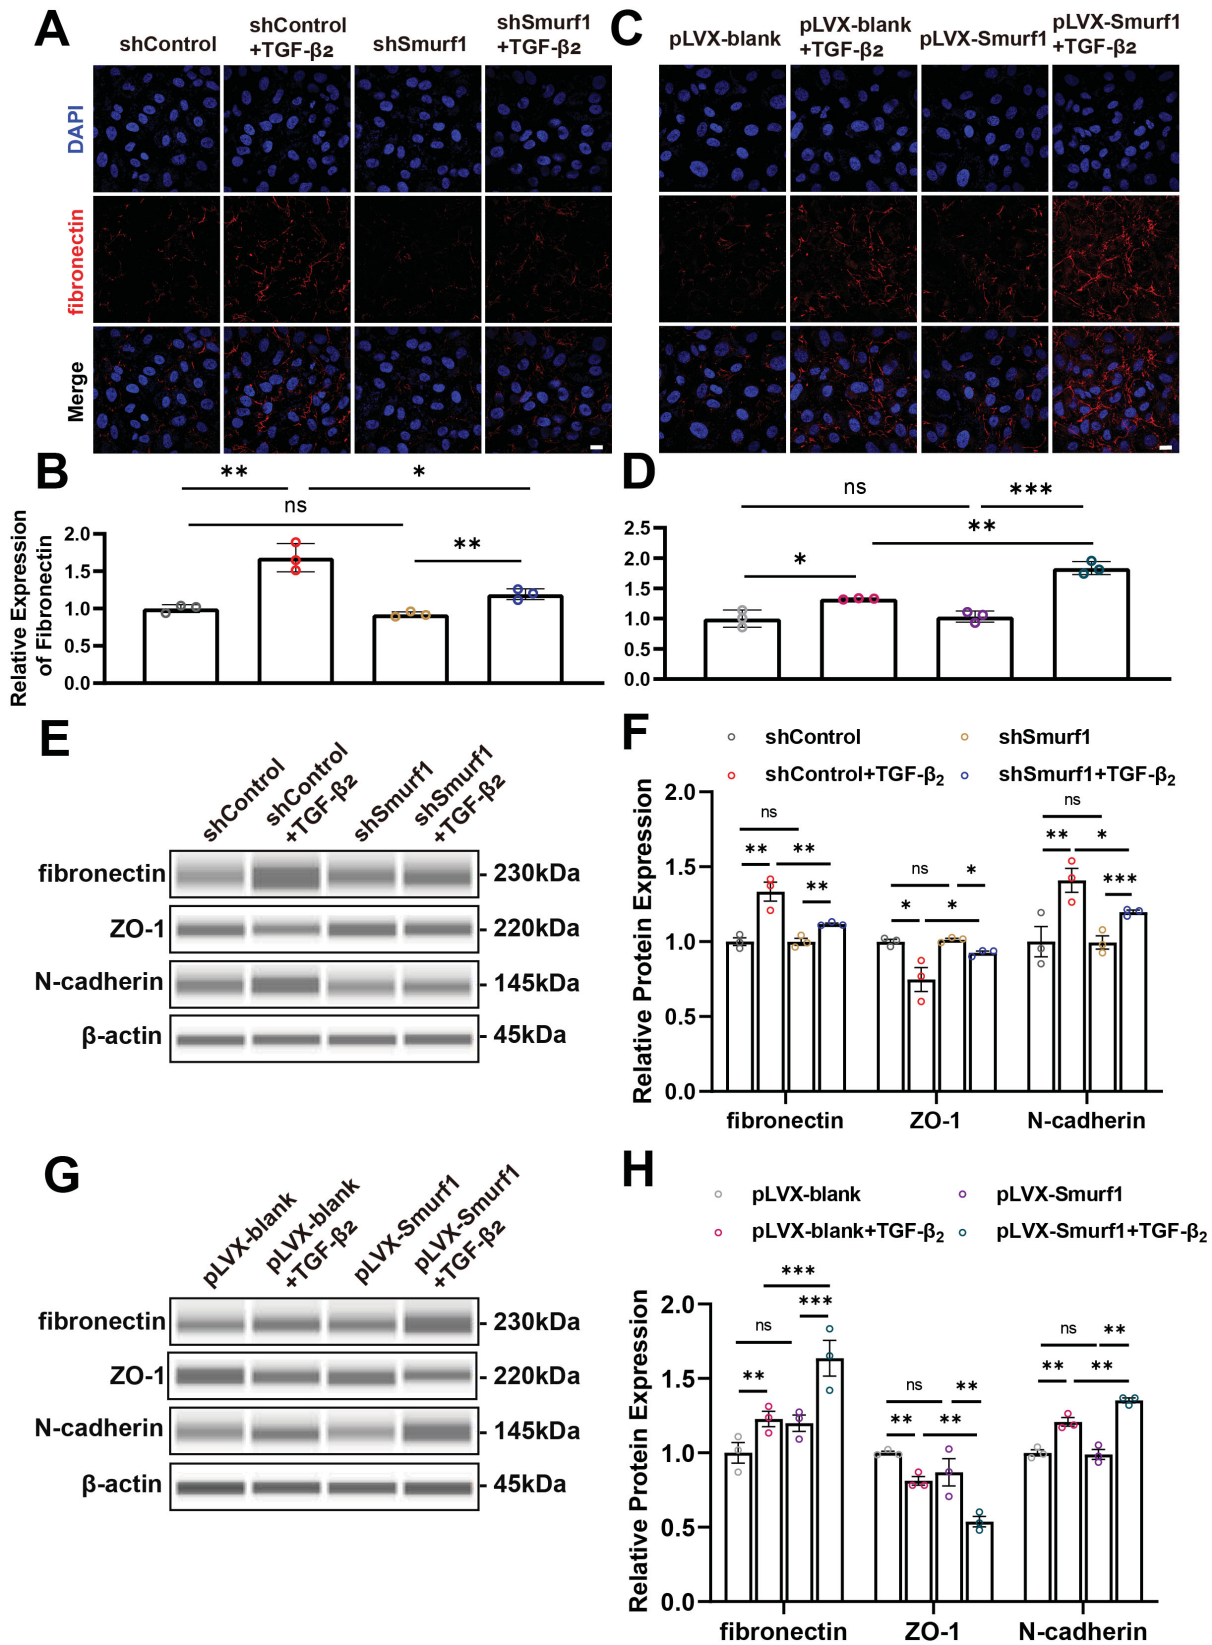 A
shControl
shControl
+TGF-β2
shSmurf1
shSmurf1
+TGF-β2
DAPI
fibronectin
Merge
C
pLVX-blank
pLVX-blank
+TGF-β2
pLVX-Smurf1
pLVX-Smurf1
+TGF-β2
B
** *
ns
**
Relative Expression
of Fibronectin
2.0
1.5
1.0
0.5
0.0
D
ns ***
**
*
2.5
2.0
1.5
1.0
0.5
0.0
E
shControl
shControl
+TGF-β2
shSmurf1
shSmurf1
+TGF-β2
fibronectin 230kDa
ZO-1 220kDa
N-cadherin 145kDa
β-actin 45kDa
F
shControl shSmurf1
shControl+TGF-β2 shSmurf1+TGF-β2
Relative Protein Expression
2.0
1.5
1.0
0.5
0.0
ns
** **
**
ns *
* *
ns
** *
***
fibronectin ZO-1 N-cadherin
G
pLVX-blank
pLVX-blank
+TGF-β2
pLVX-Smurf1
pLVX-Smurf1
+TGF-β2
fibronectin 230kDa
ZO-1 220kDa
N-cadherin 145kDa
β-actin 45kDa
H
pLVX-blank pLVX-Smurf1
pLVX-blank+TGF-β2 pLVX-Smurf1+TGF-β2
Relative Protein Expression
2.0
1.5
1.0
0.5
0.0
***
***
ns
**
ns **
** **
ns **
** **
fibronectin ZO-1 N-cadherin